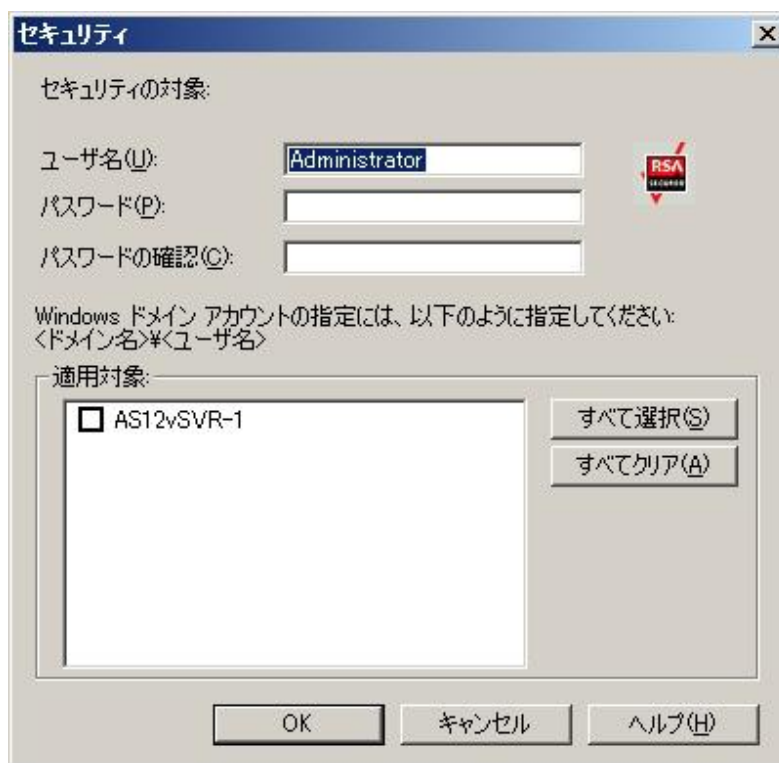 セキュリティ
セキュリティの対象:
ユーザ名(U):
Administrator
RSA
SECURED
パスワード(P):
パスワードの確認(C):
Windows ドメイン アカウントの指定には、以下のように指定してください:
<ドメイン名>¥<ユーザ名>
適用対象:
AS12vSVR-1
すべて選択(S)
すべてクリア(A)
OK
キャンセル
ヘルプ(H)